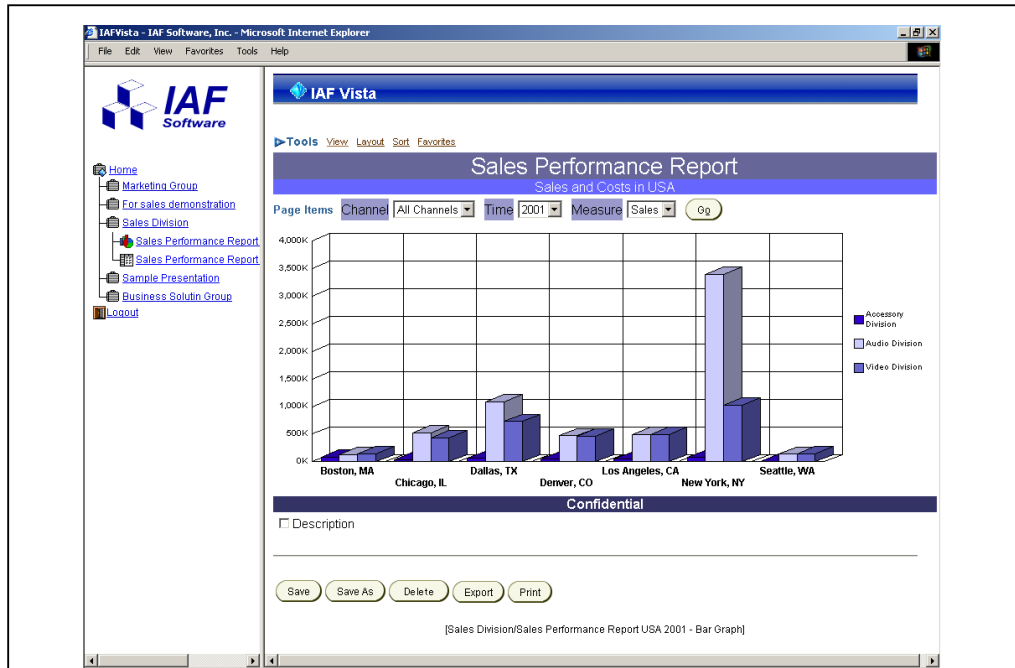 IAFVista - IAF Software, Inc. - Microsoft Internet Explorer
File Edit View Favorites Tools Help
IAF
Software
Home
Marketing Group
For sales demonstration
Sales Division
Sales Performance Report
Sales Performance Report
Sample Presentation
Business Solutin Group
Logout
IAF Vista
Tools View Layout Sort Favorites
Sales Performance Report
Sales and Costs in USA
Page Items Channel All Channels Time 2001 Measure Sales Go
4,000K
3,500K
3,000K
2,500K
2,000K
1,500K
1,000K
500K
0K
Boston, MA
Chicago, IL
Dallas, TX
Denver, CO
Los Angeles, CA
New York, NY
Seattle, WA
Accessory
Division
Audio Division
Video Division
Confidential
Description
Save Save As Delete Export Print
[Sales Division/Sales Performance Report USA 2001 - Bar Graph]